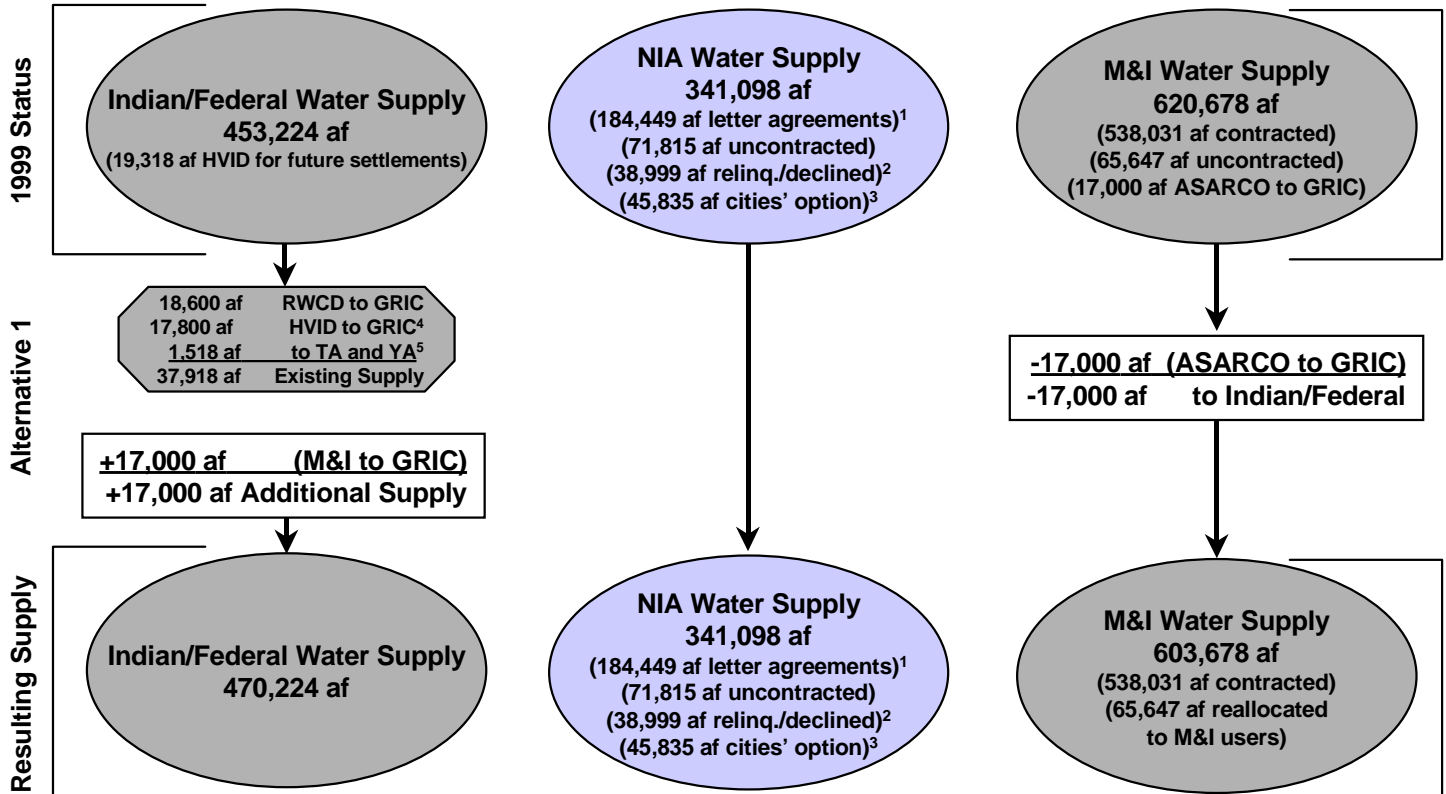 1999 Status
Indian/Federal Water Supply
453,224 af
(19,318 af HVID for future settlements)
NIA Water Supply
341,098 af
(184,449 af letter agreements)¹
(71,815 af uncontracted)
(38,999 af relinq./declined)²
(45,835 af cities' option)³
M&I Water Supply
620,678 af
(538,031 af contracted)
(65,647 af uncontracted)
(17,000 af ASARCO to GRIC)
Alternative 1
18,600 af RWCD to GRIC
17,800 af HVID to GRIC⁴
1,518 af to TA and YA⁵
37,918 af Existing Supply
+17,000 af (M&I to GRIC)
+17,000 af Additional Supply
-17,000 af (ASARCO to GRIC)
-17,000 af to Indian/Federal
Resulting Supply
Indian/Federal Water Supply
470,224 af
NIA Water Supply
341,098 af
(184,449 af letter agreements)¹
(71,815 af uncontracted)
(38,999 af relinq./declined)²
(45,835 af cities' option)³
M&I Water Supply
603,678 af
(538,031 af contracted)
(65,647 af reallocated
to M&I users)